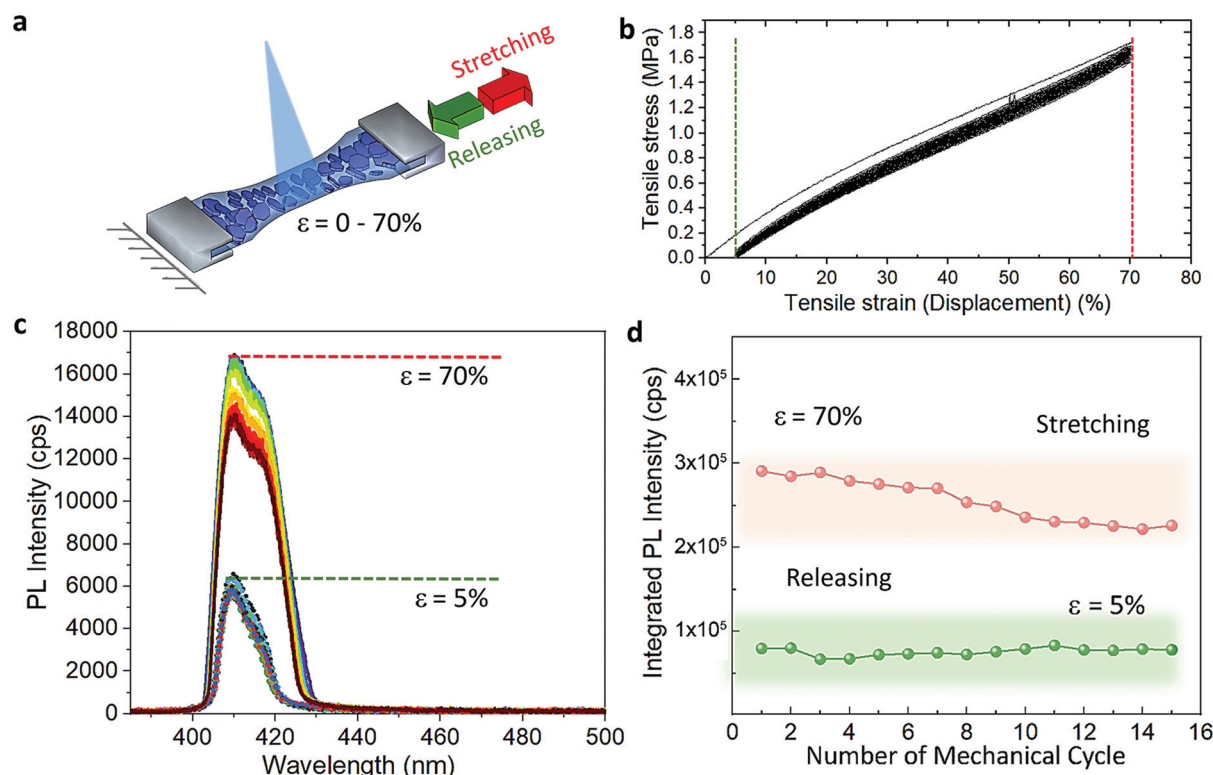 a
Stretching
Releasing
ε = 0 - 70%
b
Tensile stress (MPa)
1.8
1.6
1.4
1.2
1.0
0.8
0.6
0.4
0.2
0.0
0 10 20 30 40 50 60 70 80
Tensile strain (Displacement) (%)
c
PL Intensity (cps)
18000
16000
14000
12000
10000
8000
6000
4000
2000
0
ε = 70%
ε = 5%
400 420 440 460 480 500
Wavelength (nm)
d
Integrated PL Intensity (cps)
4x10⁵
3x10⁵
2x10⁵
1x10⁵
ε = 70%
Stretching
Releasing
ε = 5%
0 2 4 6 8 10 12 14 16
Number of Mechanical Cycle